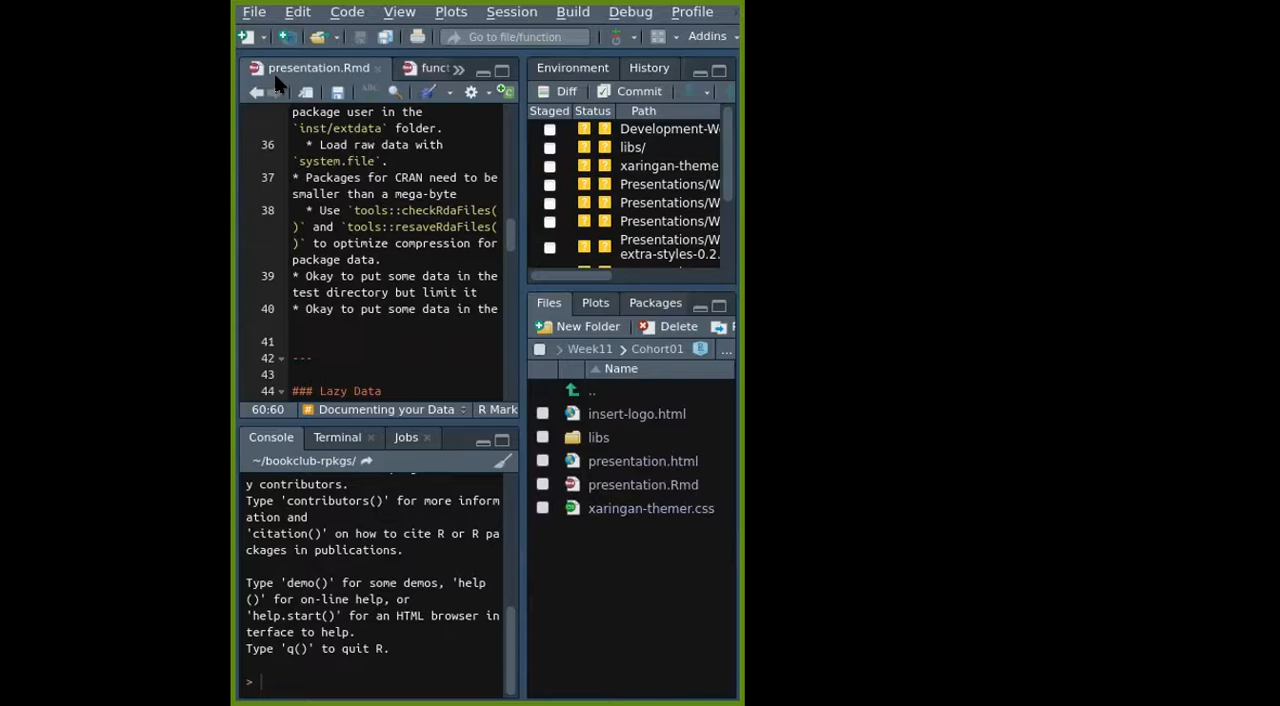 File Edit Code View Plots Session Build Debug Profile
Go to file/function Addins
presentation.Rmd funct
ABC
package user in the
`inst/extdata` folder.
36 * Load raw data with
`system.file`.
37 * Packages for CRAN need to be
smaller than a mega-byte
38 * Use `tools::checkRdaFiles(
)` and `tools::resaveRdaFiles(
)` to optimize compression for
package data.
39 * Okay to put some data in the
test directory but limit it
40 * Okay to put some data in the
41
42 ---
43
44 ### Lazy Data
60:60 # Documenting your Data R Mark
Console Terminal Jobs
~/bookclub-rpkgs/
y contributors.
Type 'contributors()' for more inform
ation and
'citation()' on how to cite R or R pa
ckages in publications.
Type 'demo()' for some demos, 'help
()' for on-line help, or
'help.start()' for an HTML browser in
terface to help.
Type 'q()' to quit R.
>
Environment History
Diff Commit
Staged Status Path
? ? Development-W
? ? libs/
? ? xaringan-theme
? ? Presentations/W
? ? Presentations/W
? ? Presentations/W
? ? Presentations/W
extra-styles-0.2.
Files Plots Packages
New Folder Delete
Week11 > Cohort01 ...
Name
..
insert-logo.html
libs
presentation.html
presentation.Rmd
xaringan-themer.css